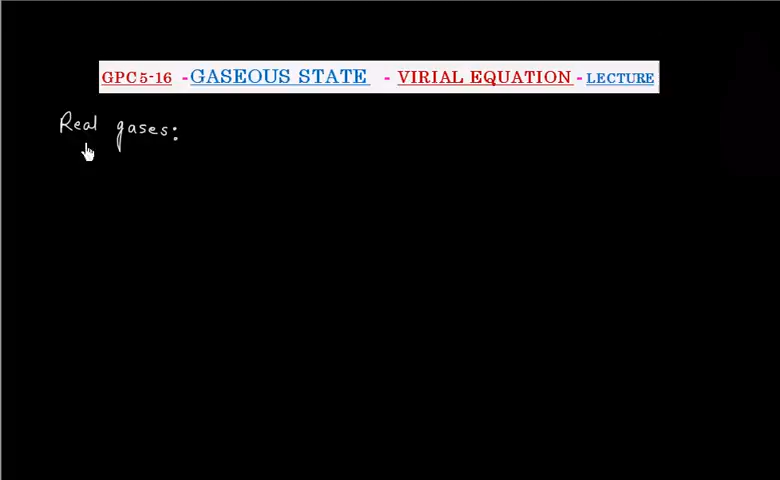 GPC5-16 -GASEOUS STATE - VIRIAL EQUATION - LECTURE
Real gases: